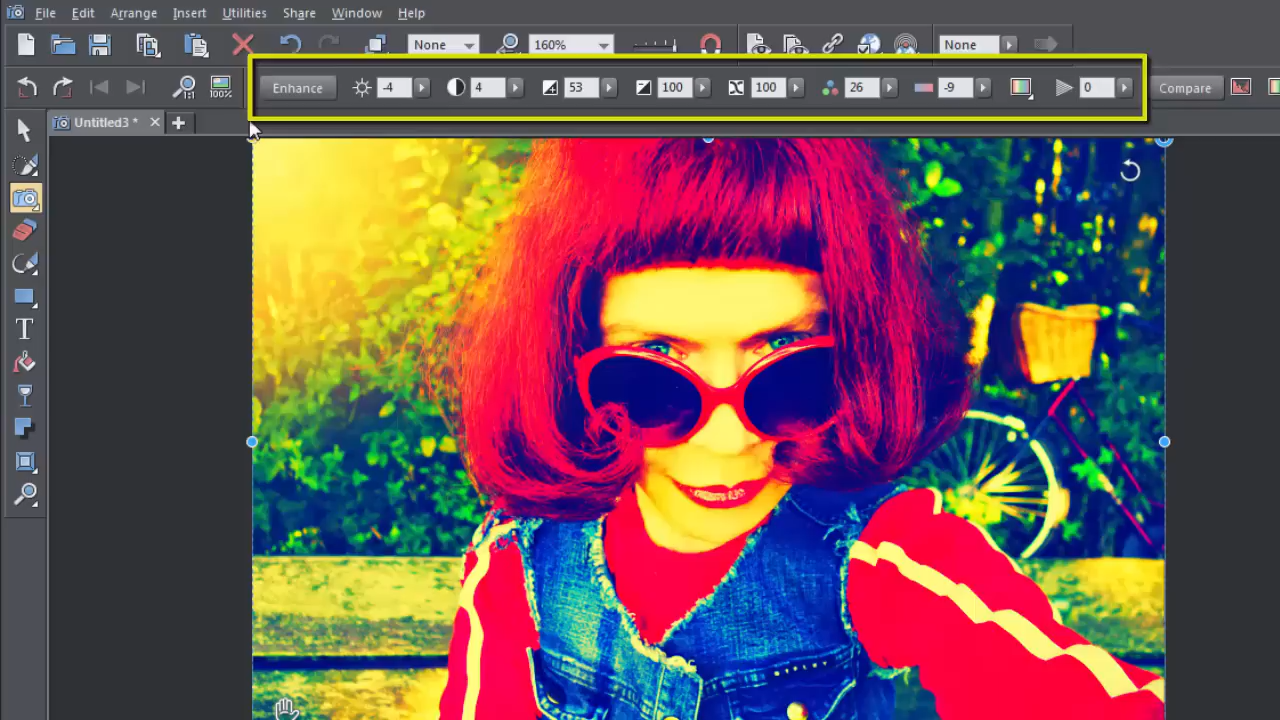 File Edit Arrange Insert Utilities Share Window Help
None 160% None
100% Enhance -4 4 53 100 100 26 -9 0 Compare
Untitled3 *
T